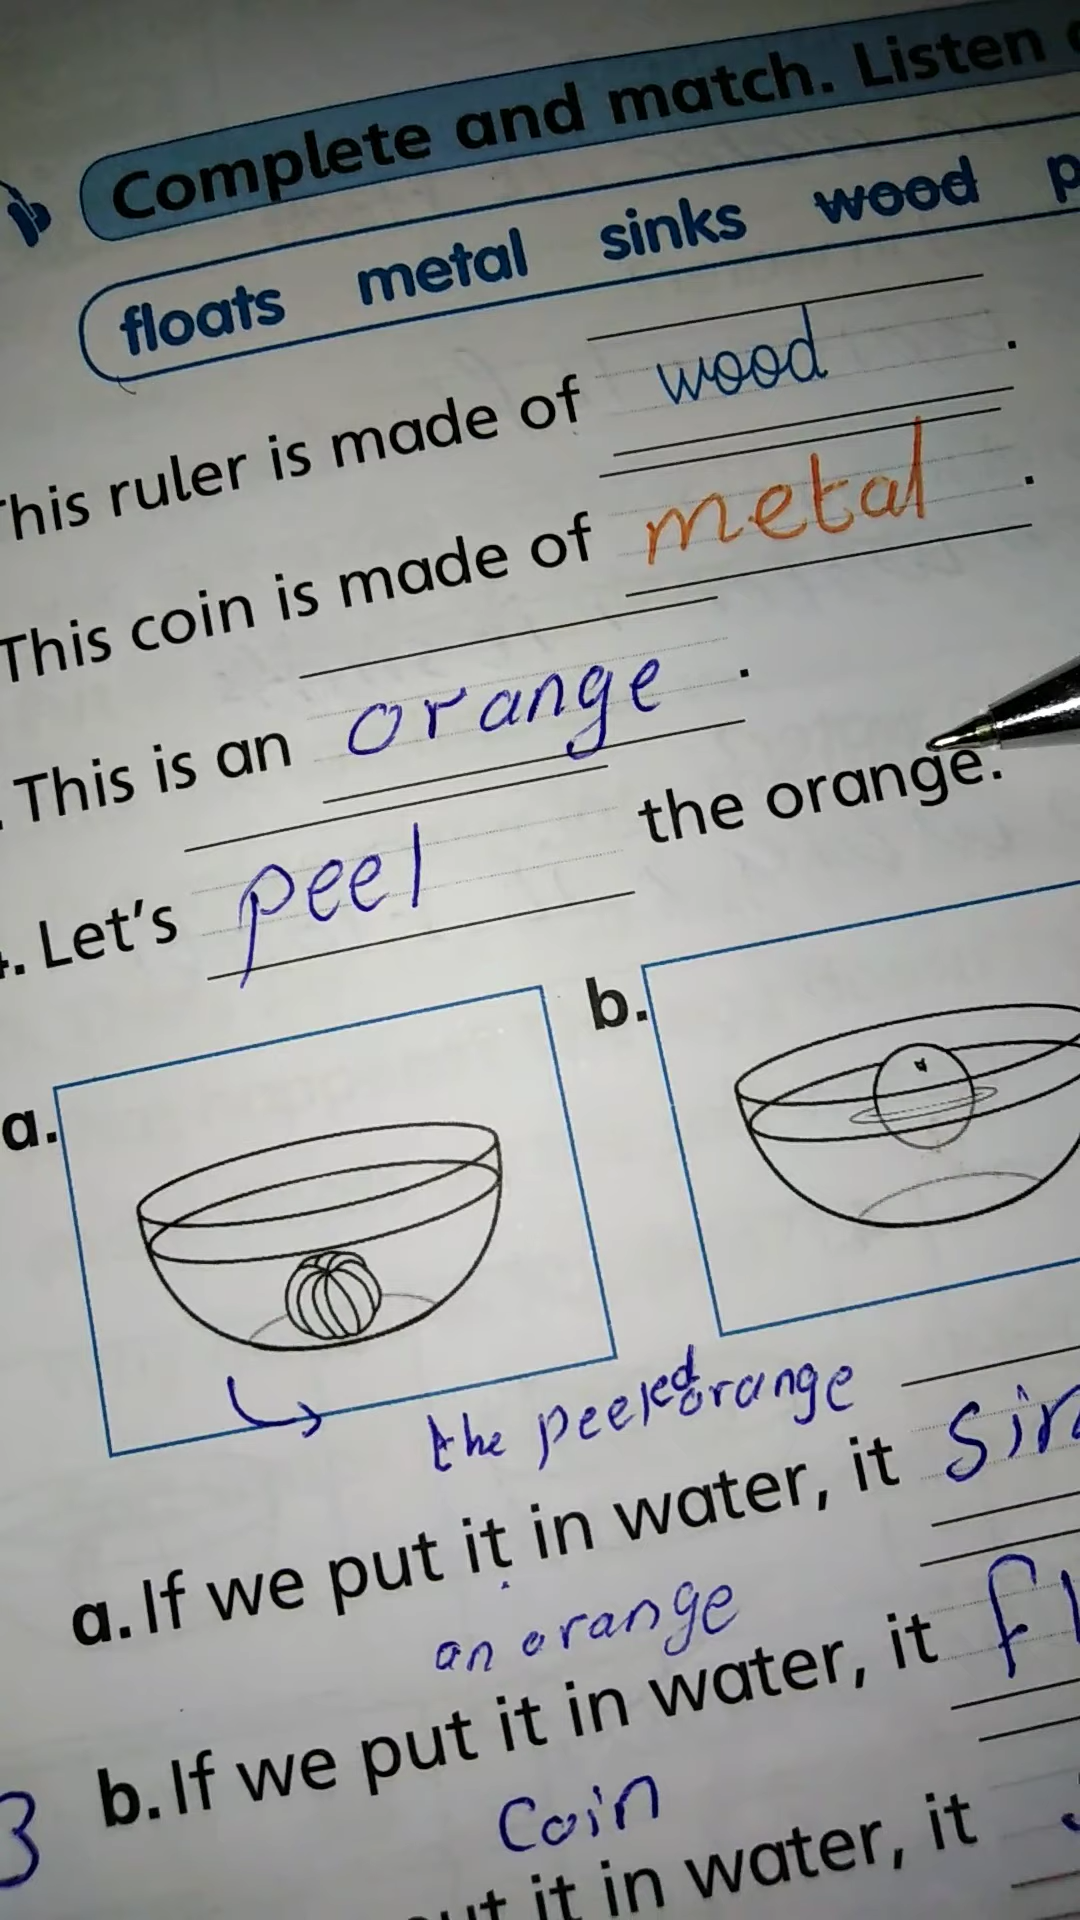 Complete and match. Listen
floats metal sinks wood
This ruler is made of wood.
This coin is made of metal.
This is an orange.
Let's peel the orange.
a.
b.
the peeled orange
a. If we put it in water, it
an orange
b. If we put it in water, it
3
Coin
it in water, it